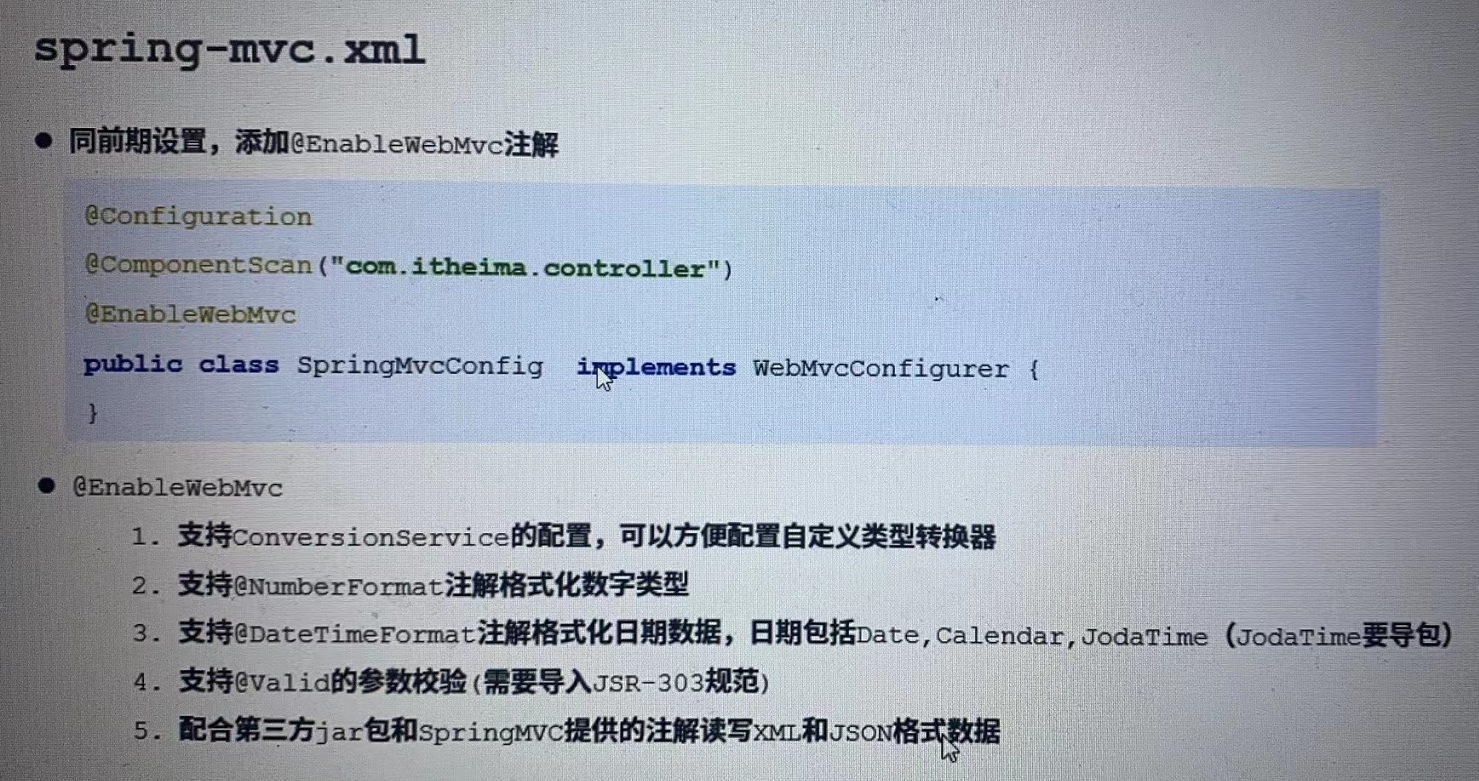 spring-mvc.xml
● 同前期设置，添加@EnableWebMvc注解
@Configuration
@ComponentScan("com.itheima.controller")
@EnableWebMvc
public class SpringMvcConfig  implements WebMvcConfigurer {
}
● @EnableWebMvc
1. 支持ConversionService的配置，可以方便配置自定义类型转换器
2. 支持@NumberFormat注解格式化数字类型
3. 支持@DateTimeFormat注解格式化日期数据，日期包括Date,Calendar,JodaTime（JodaTime要导包）
4. 支持@Valid的参数校验(需要导入JSR-303规范)
5. 配合第三方jar包和SpringMVC提供的注解读写XML和JSON格式数据